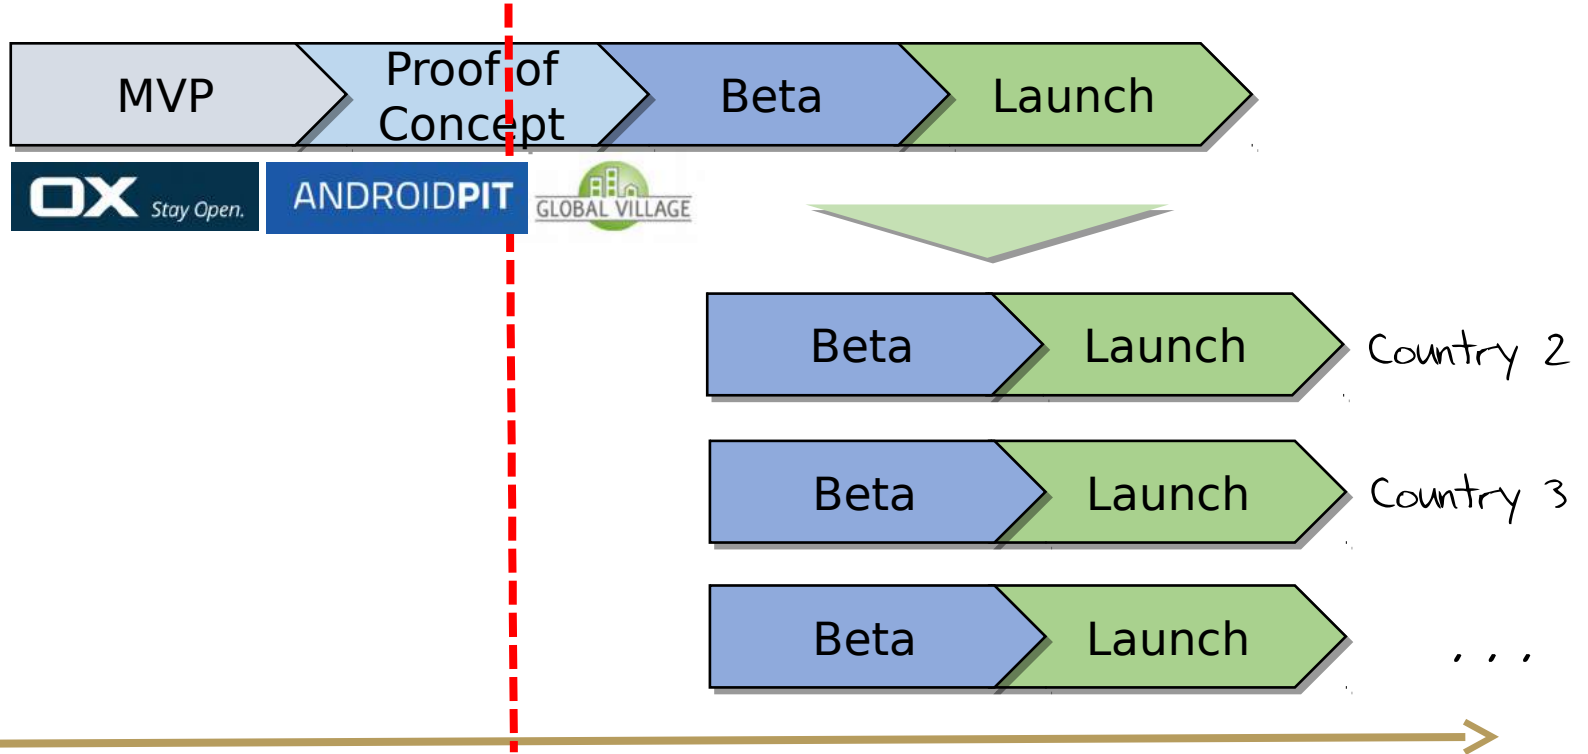 MVP
Proof of
Concept
Beta
Launch
OX Stay Open.
ANDROIDPIT
GLOBAL VILLAGE
Beta
Launch
Country 2
Beta
Launch
Country 3
Beta
Launch
...